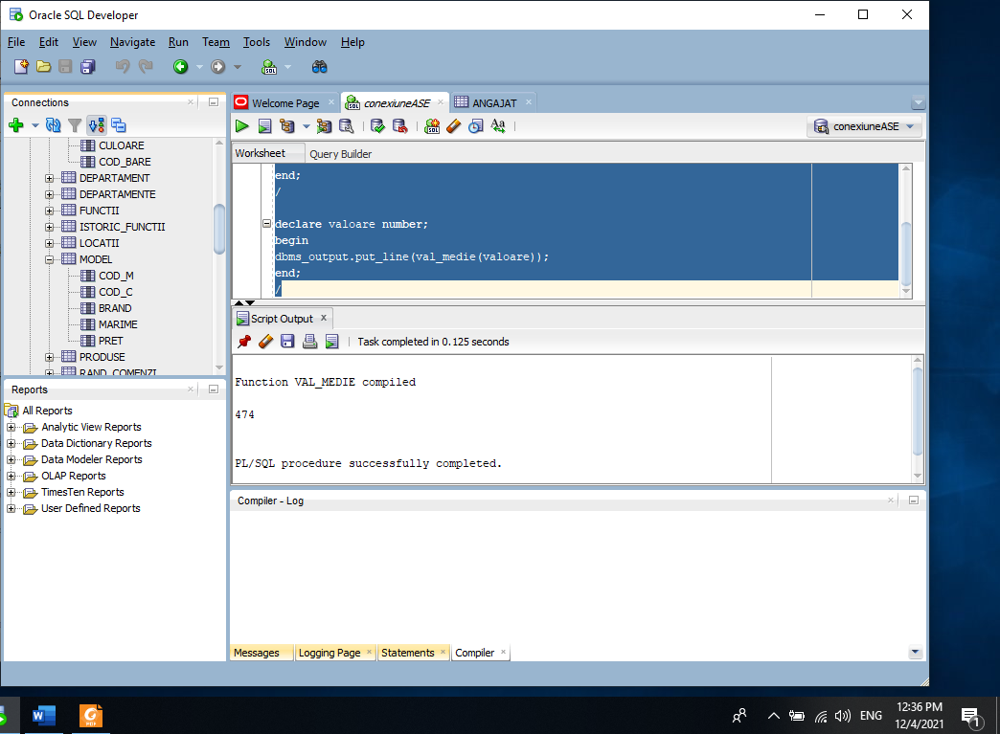 Oracle SQL Developer
File Edit View Navigate Run Team Tools Window Help
Connections
CULOARE
COD_BARE
DEPARTAMENT
DEPARTAMENTE
FUNCTII
ISTORIC_FUNCTII
LOCATII
MODEL
COD_M
COD_C
BRAND
MARIME
PRET
PRODUSE
RAND_COMENZI
Reports
All Reports
Analytic View Reports
Data Dictionary Reports
Data Modeler Reports
OLAP Reports
TimesTen Reports
User Defined Reports
Welcome Page conexiuneASE ANGAJAT
SQL Aa conexiuneASE
Worksheet Query Builder
end;
/
declare valoare number;
begin
dbms_output.put_line(val_medie(valoare));
end;
/
Script Output x
Task completed in 0.125 seconds
Function VAL_MEDIE compiled
474
PL/SQL procedure successfully completed.
Compiler - Log
Messages Logging Page Statements Compiler
W PDF
ENG
12:36 PM
12/4/2021
1